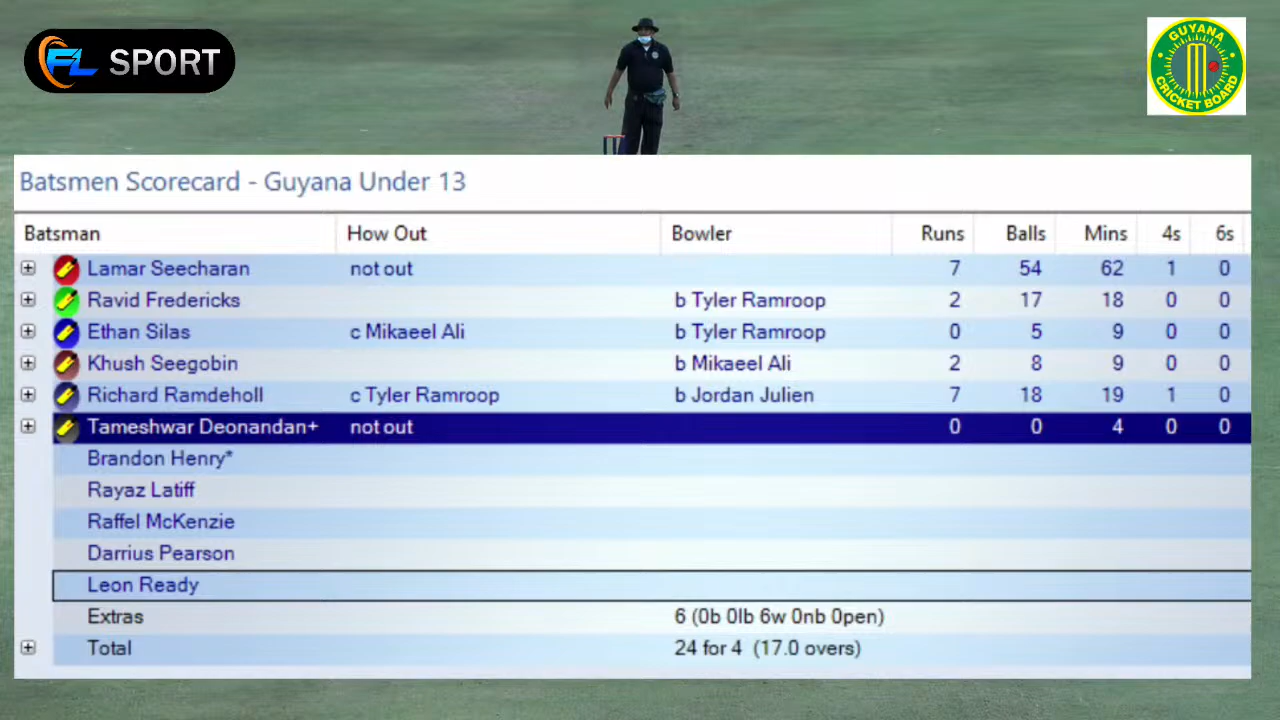 FL SPORT
GUYANA
CRICKET BOARD
Batsmen Scorecard - Guyana Under 13
Batsman How Out Bowler Runs Balls Mins 4s 6s
Lamar Seecharan not out 7 54 62 1 0
Ravid Fredericks b Tyler Ramroop 2 17 18 0 0
Ethan Silas c Mikaeel Ali b Tyler Ramroop 0 5 9 0 0
Khush Seegobin b Mikaeel Ali 2 8 9 0 0
Richard Ramdeholl c Tyler Ramroop b Jordan Julien 7 18 19 1 0
Tameshwar Deonandan+ not out 0 0 4 0 0
Brandon Henry*
Rayaz Latiff
Raffel McKenzie
Darrius Pearson
Leon Ready
Extras 6 (0b 0lb 6w 0nb 0pen)
Total 24 for 4 (17.0 overs)